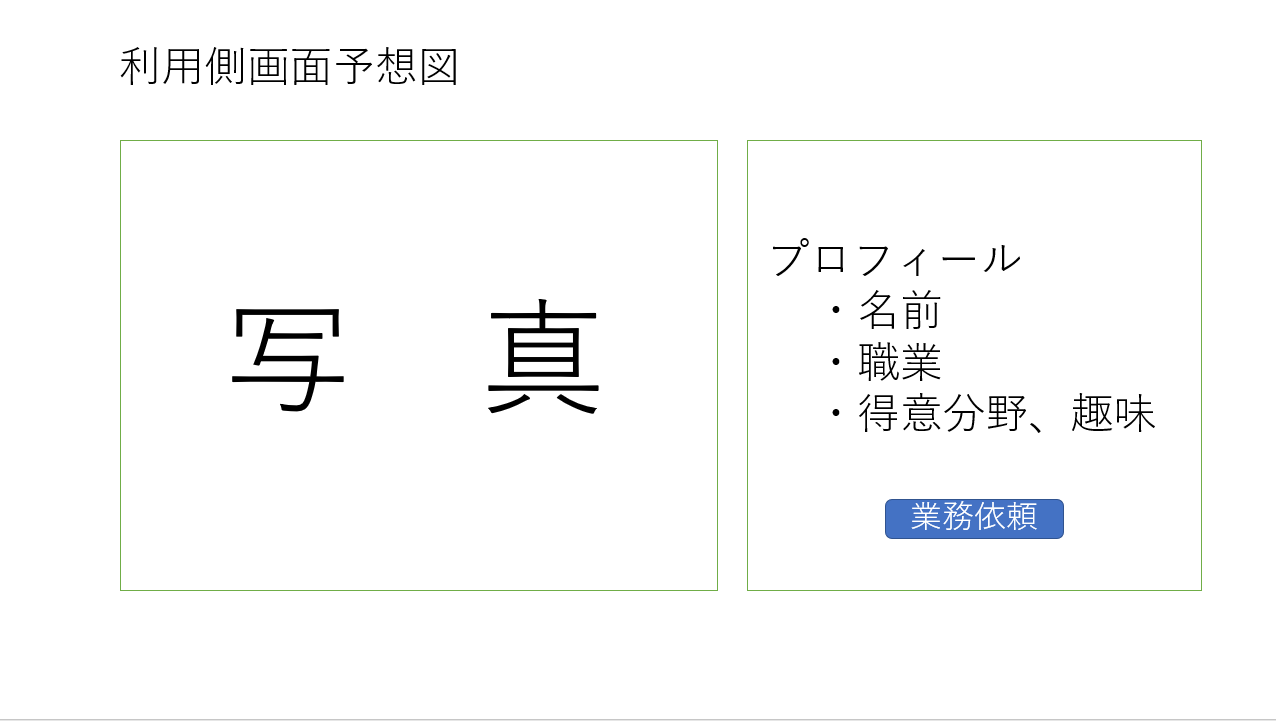 利用側画面予想図
写　真
プロフィール
・名前
・職業
・得意分野、趣味
業務依頼